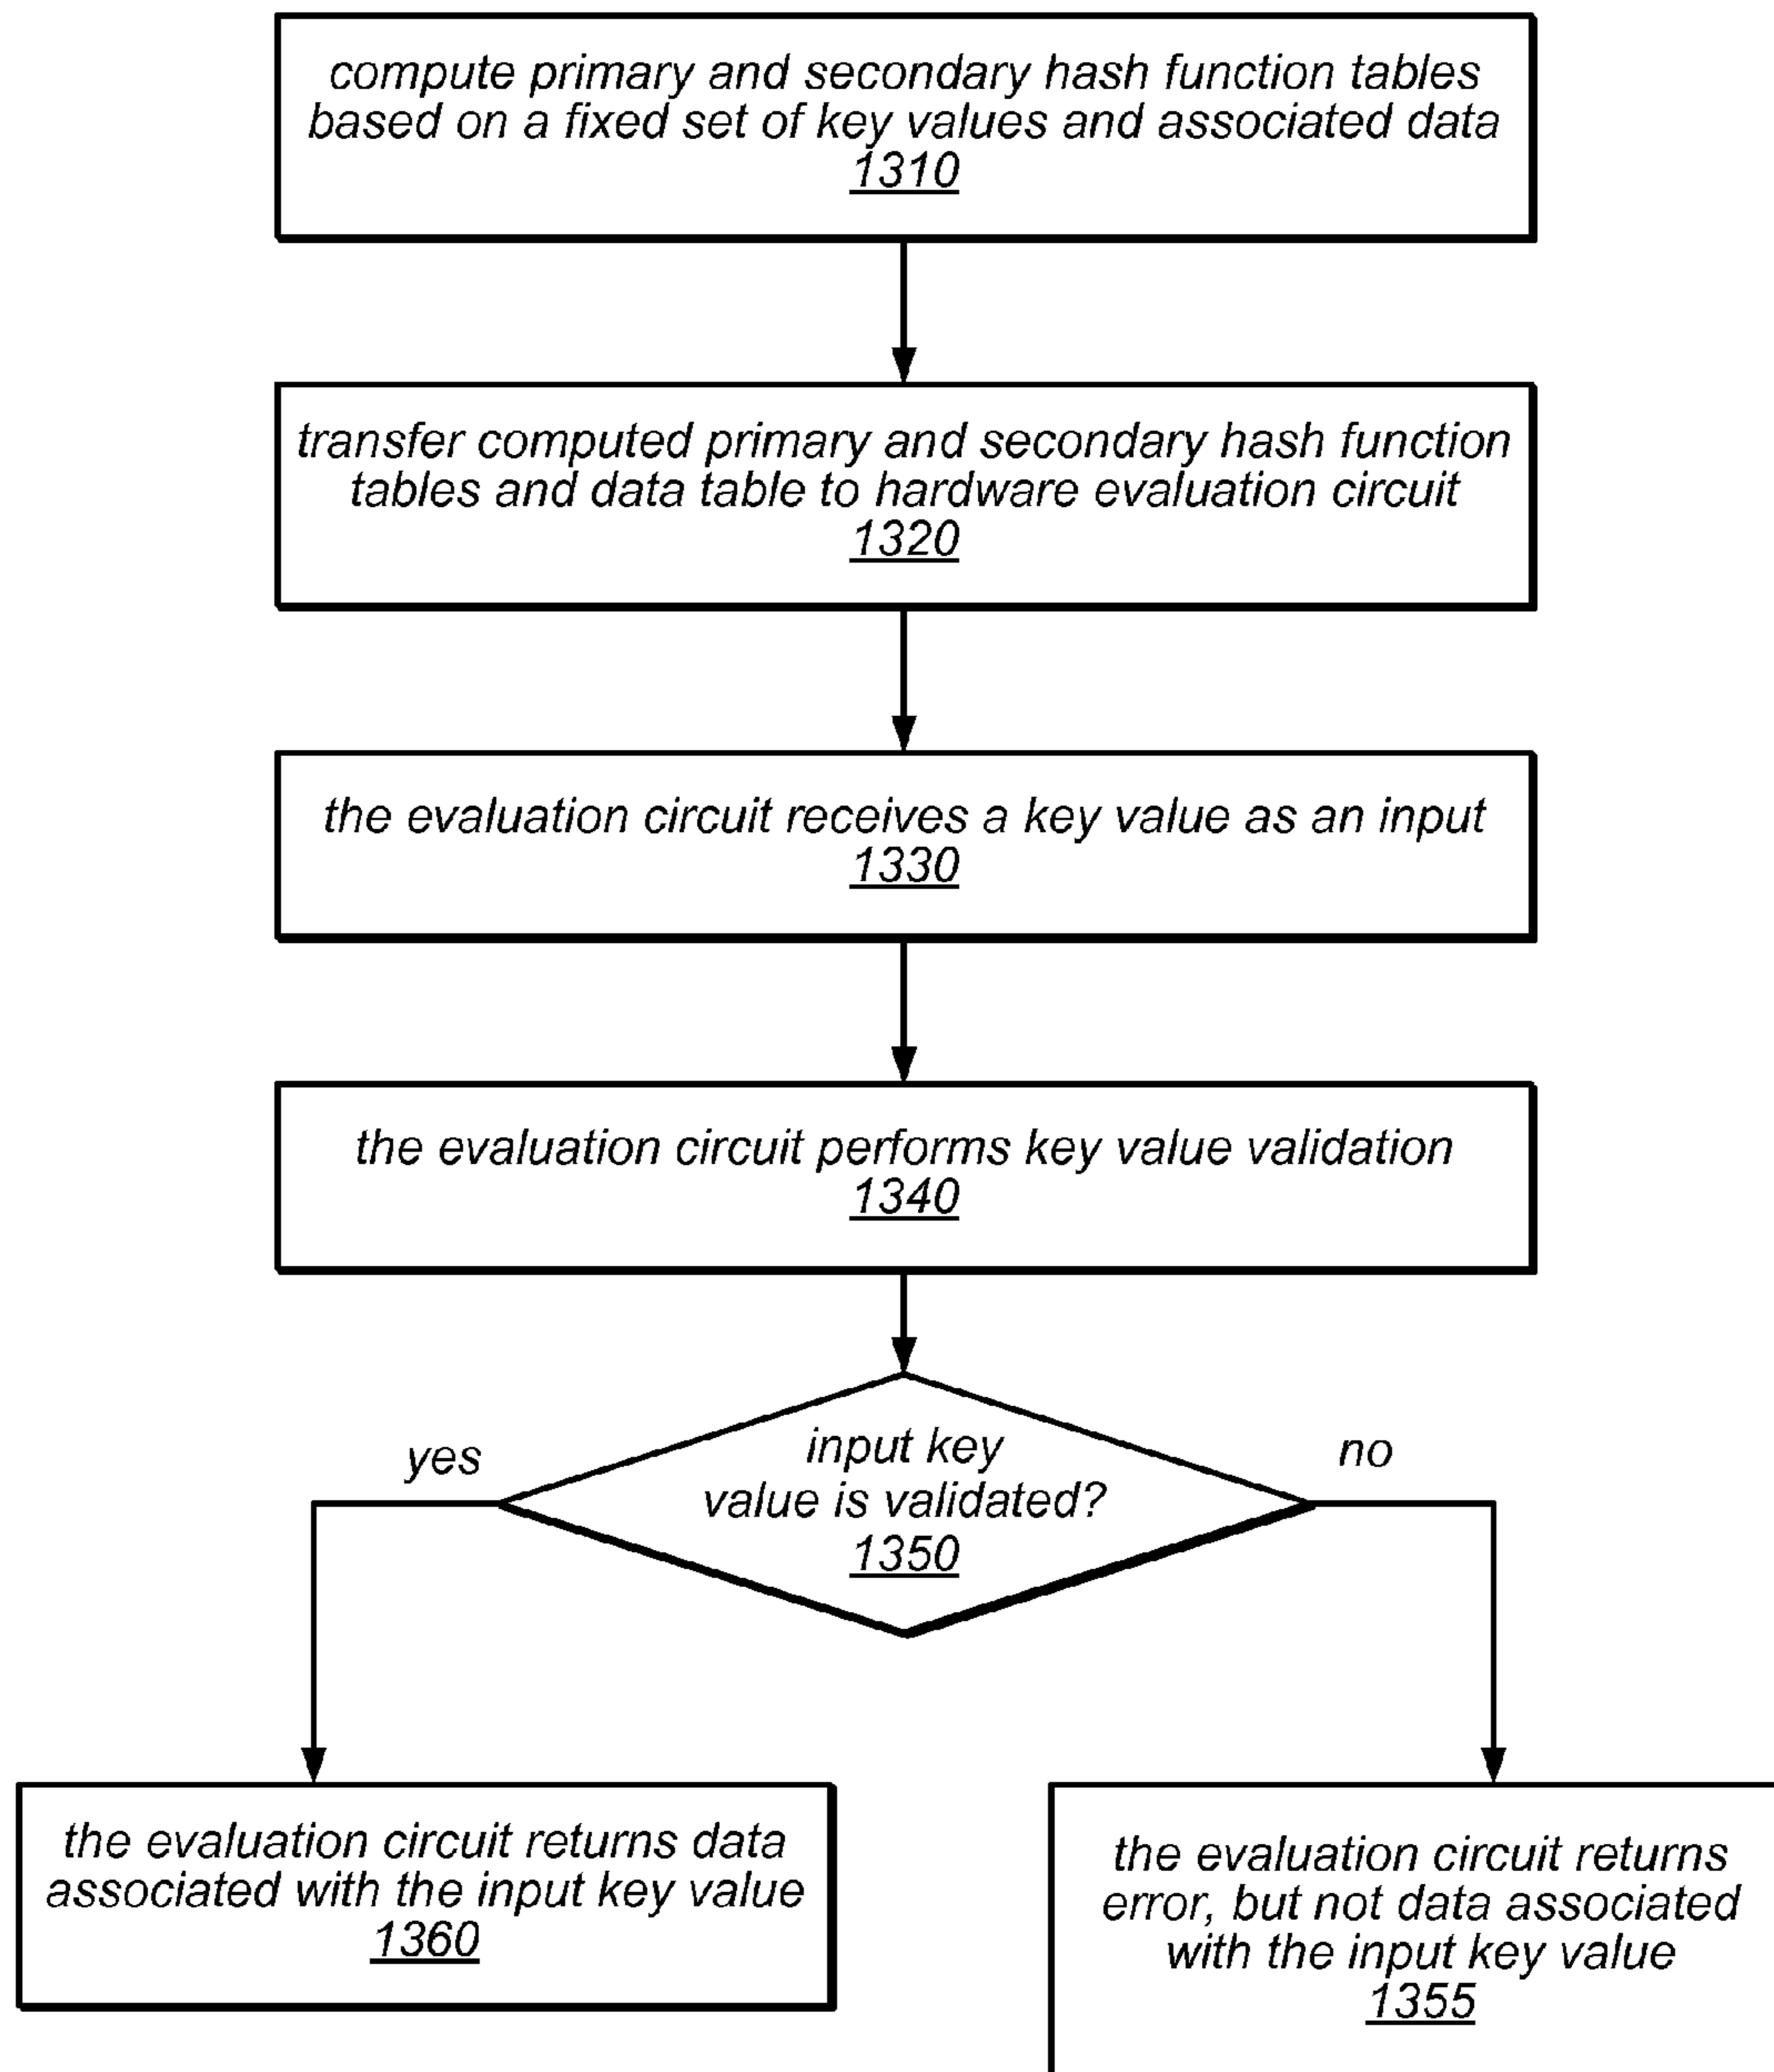 compute primary and secondary hash function tables
based on a fixed set of key values and associated data
1310
transfer computed primary and secondary hash function
tables and data table to hardware evaluation circuit
1320
the evaluation circuit receives a key value as an input
1330
the evaluation circuit performs key value validation
1340
input key
value is validated?
1350
yes
no
the evaluation circuit returns data
associated with the input key value
1360
the evaluation circuit returns
error, but not data associated
with the input key value
1355